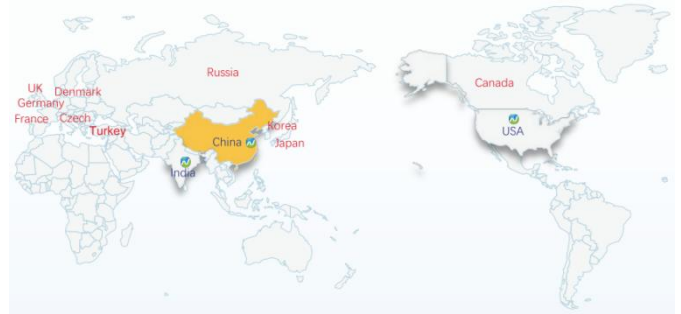 Russia
Canada
UK
Denmark
Germany
France
Czech
Turkey
Korea
China
Japan
USA
India